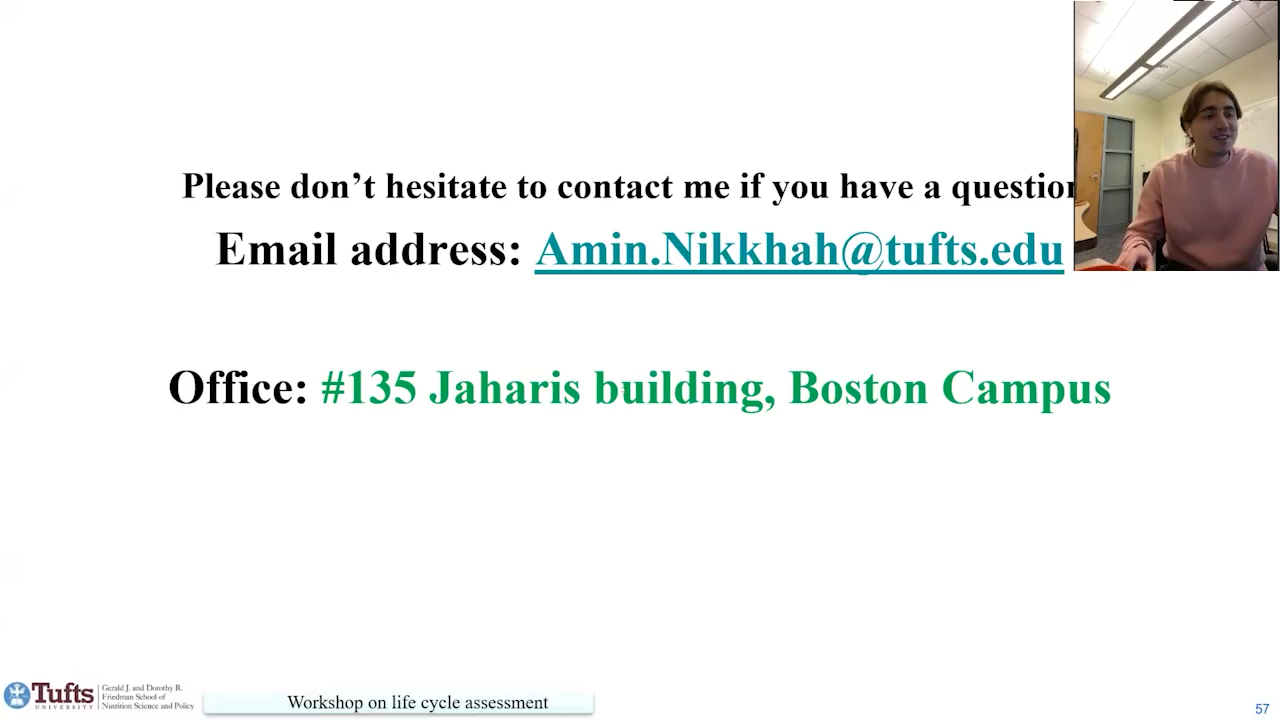 Please don't hesitate to contact me if you have a question
Email address: Amin.Nikkhah@tufts.edu
Office: #135 Jaharis building, Boston Campus
Tufts
UNIVERSITY
Gerald J. and Dorothy R.
Friedman School of
Nutrition Science and Policy
Workshop on life cycle assessment
57